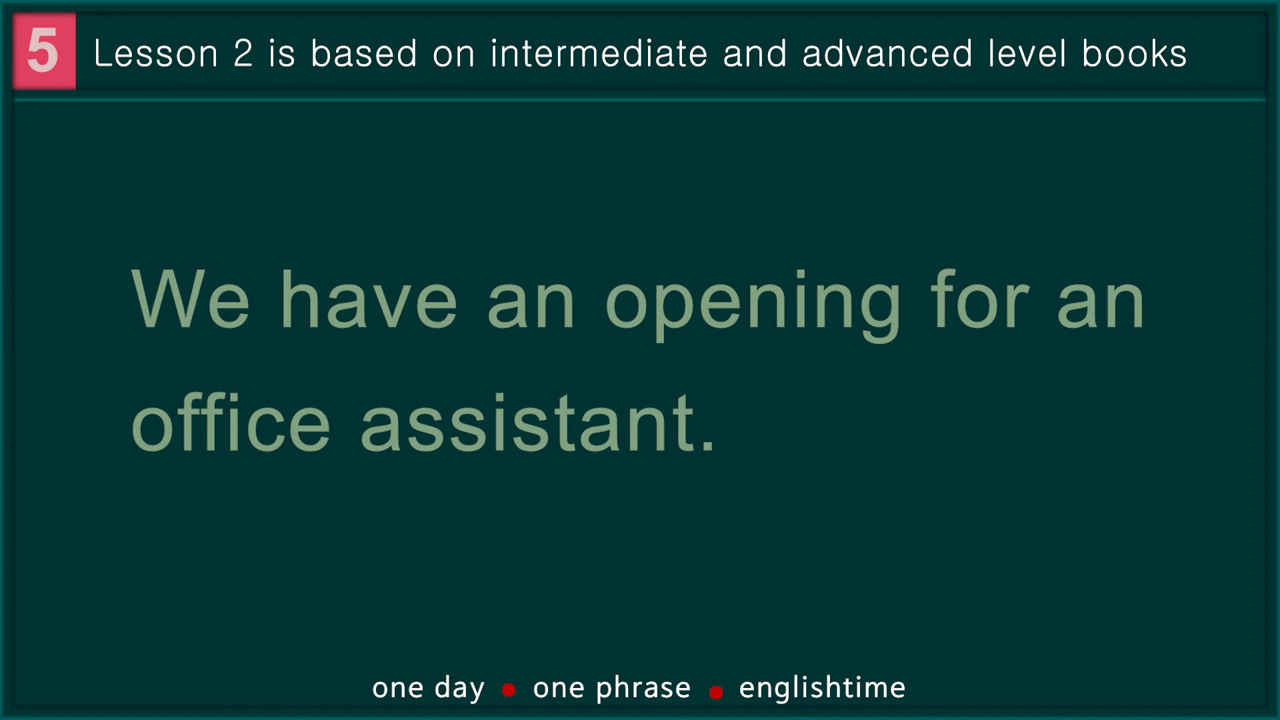 5
Lesson 2 is based on intermediate and advanced level books
We have an opening for an
office assistant.
one day • one phrase • englishtime